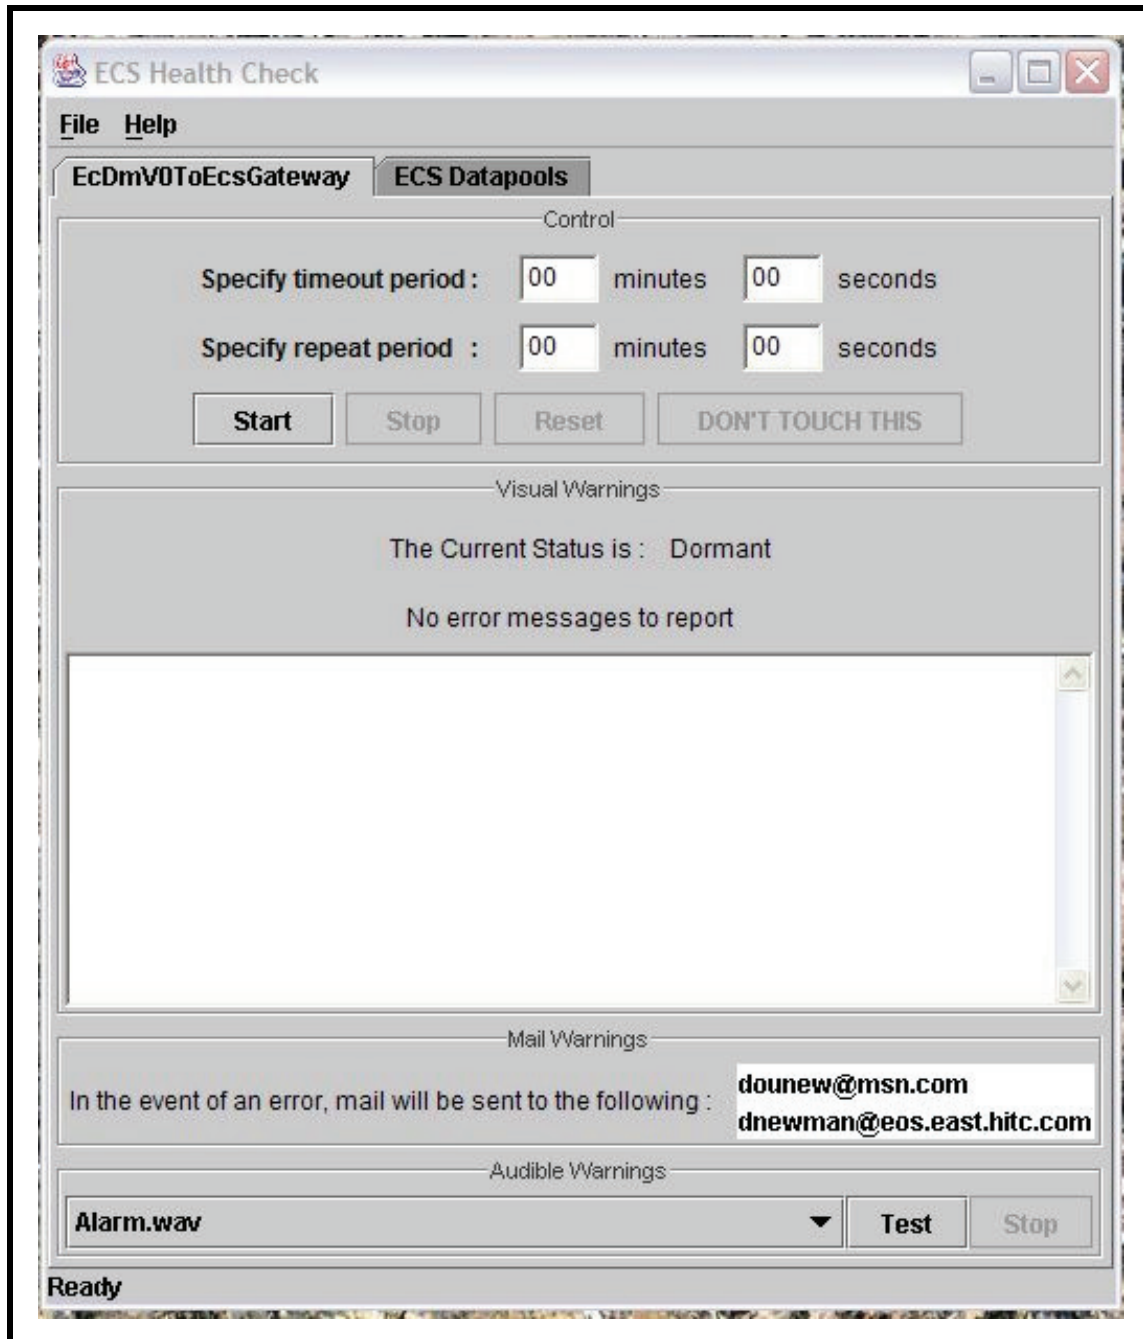 ECS Health Check
File Help
EcDmV0ToEcsGateway ECS Datapools
Control
Specify timeout period : 00 minutes 00 seconds
Specify repeat period : 00 minutes 00 seconds
Start Stop Reset DON'T TOUCH THIS
Visual Warnings
The Current Status is : Dormant
No error messages to report
Mail Warnings
In the event of an error, mail will be sent to the following :
dounew@msn.com
dnewman@eos.east.hitc.com
Audible Warnings
Alarm.wav Test Stop
Ready